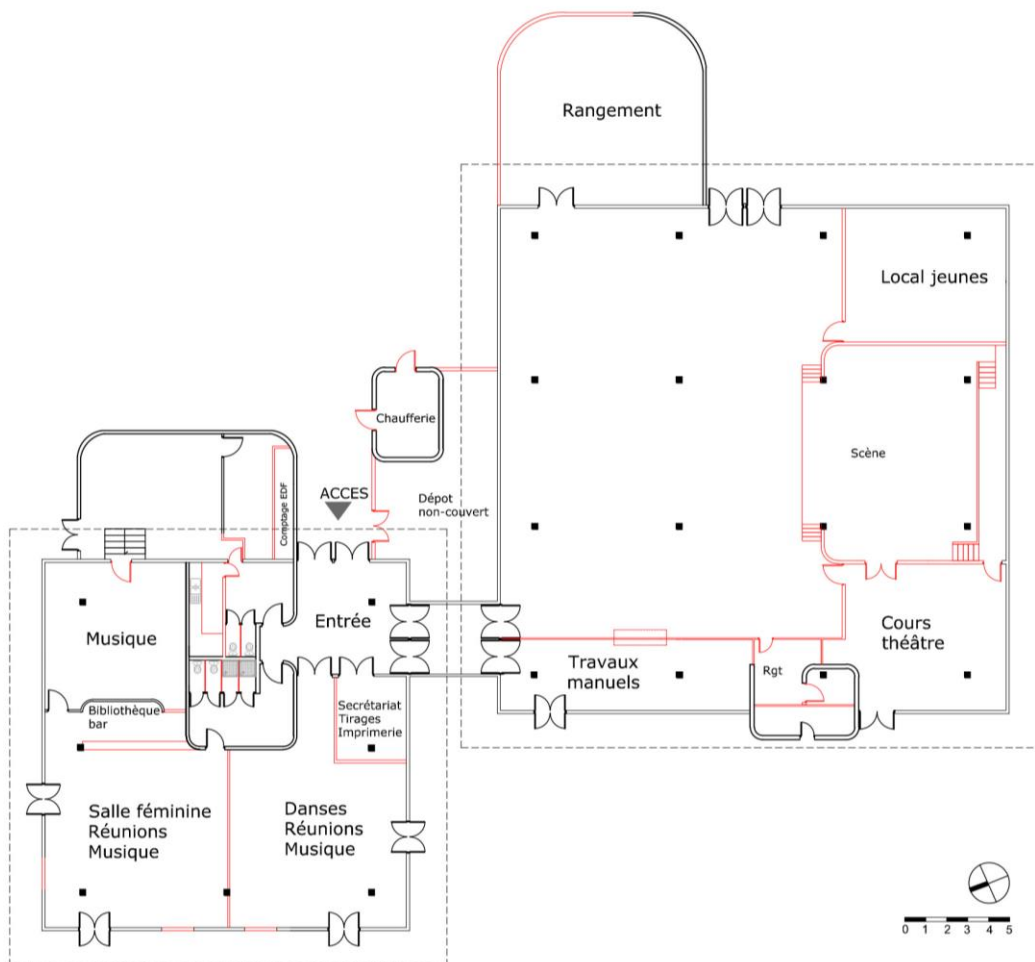 Rangement
Local jeunes
Chaufferie
Scène
ACCES
Dépot
non-couvert
Comptage EDF
Musique
Entrée
Cours
théâtre
Travaux
manuels
Rgt
Bibliothèque
bar
Secrétariat
Tirages
Imprimerie
Salle féminine
Réunions
Musique
Danses
Réunions
Musique
0 1 2 3 4 5